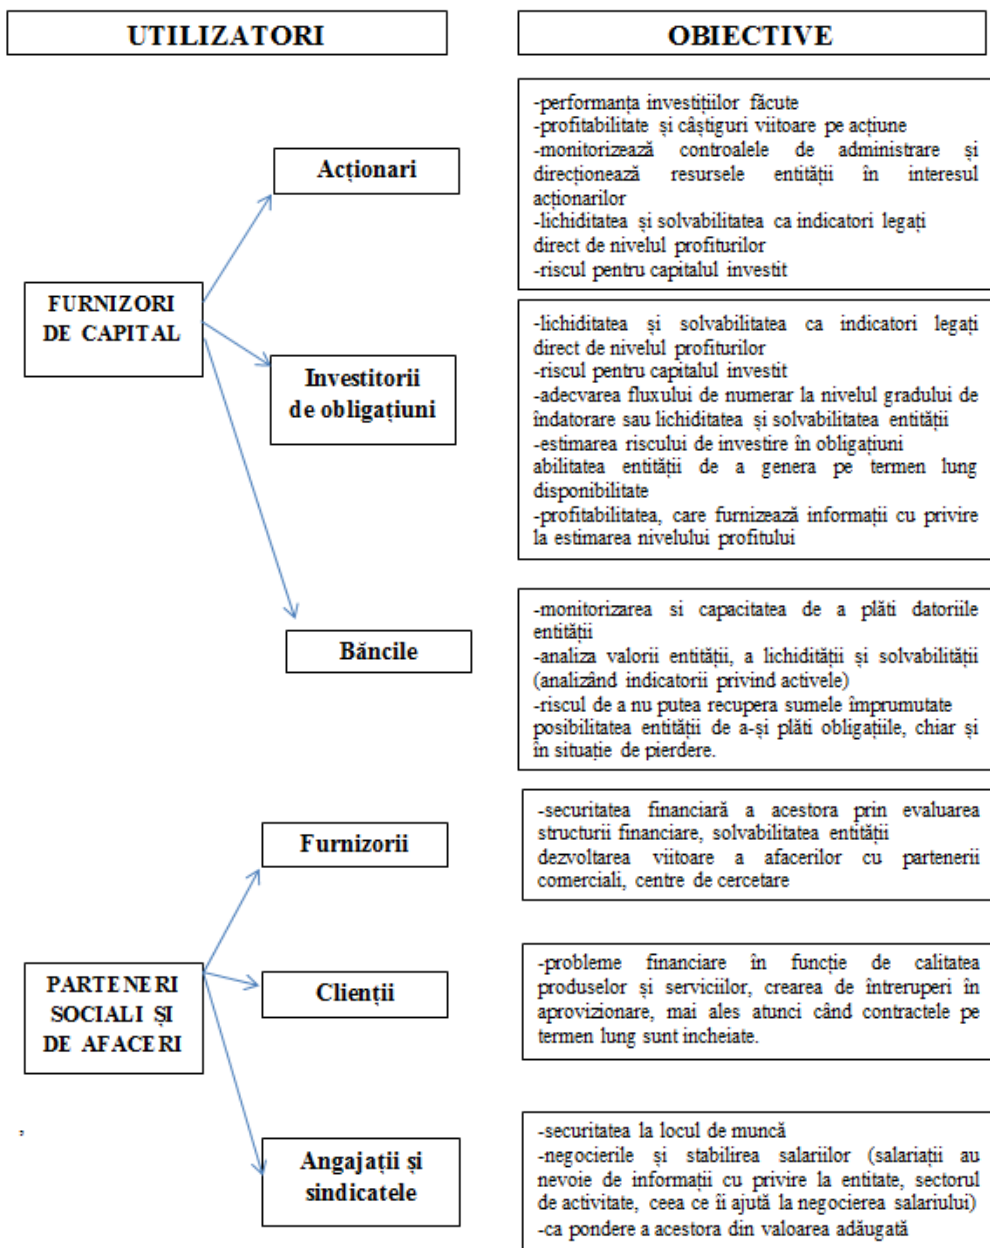 UTILIZATORI
OBIECTIVE
-performanța investițiilor făcute
-profitabilitate și câștiguri viitoare pe acțiune
-monitorizează controalele de administrare și
direcționează resursele entității în interesul
acționarilor
-lichiditatea și solvabilitatea ca indicatori legați
direct de nivelul profiturilor
-riscul pentru capitalul investit
Acționari
FURNIZORI
DE CAPITAL
-lichiditatea și solvabilitatea ca indicatori legați
direct de nivelul profiturilor
-riscul pentru capitalul investit
-adecvarea fluxului de numerar la nivelul gradului de
îndatorare sau lichiditatea și solvabilitatea entității
-estimarea riscului de investire în obligațiuni
abilitatea entității de a genera pe termen lung
disponibilitate
-profitabilitatea, care furnizează informații cu privire
la estimarea nivelului profitului
Investitorii
de obligațiuni
-monitorizarea si capacitatea de a plăti datoriile
entității
-analiza valorii entității, a lichidității și solvabilității
(analizând indicatorii privind activele)
-riscul de a nu putea recupera sumele împrumutate
posibilitatea entității de a-și plăti obligațiile, chiar și
în situație de pierdere.
Băncile
-securitatea financiară a acestora prin evaluarea
structurii financiare, solvabilitatea entității
dezvoltarea viitoare a afacerilor cu partenerii
comerciali, centre de cercetare
Furnizorii
PARTENERI
SOCIALI ȘI
DE AFACERI
Clienții
-probleme financiare în funcție de calitatea
produselor și serviciilor, crearea de întreruperi în
aprovizionare, mai ales atunci când contractele pe
termen lung sunt incheiate.
,
Angajații și
sindicatele
-securitatea la locul de muncă
-negocierile și stabilirea salariilor (salariații au
nevoie de informații cu privire la entitate, sectorul
de activitate, ceea ce îi ajută la negocierea salariului)
-ca pondere a acestora din valoarea adăugată